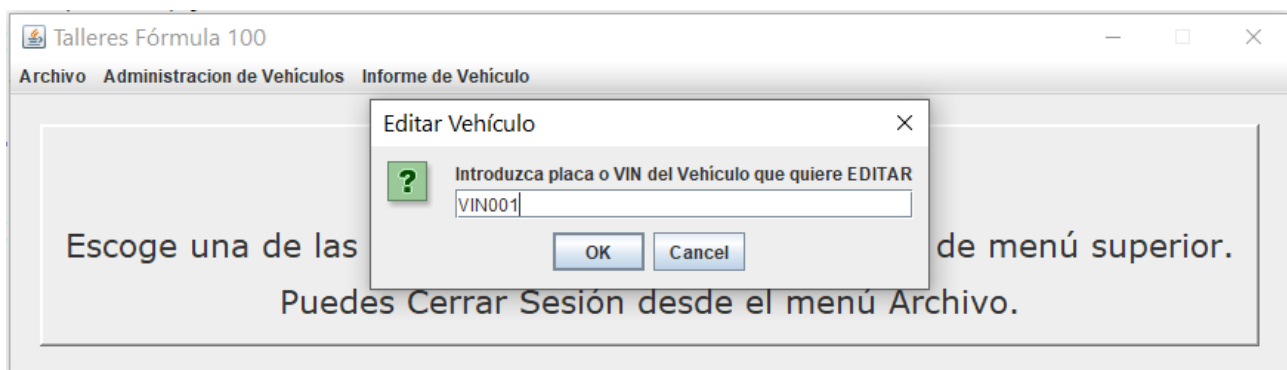 Talleres Fórmula 100
Archivo Administracion de Vehículos Informe de Vehículo
Editar Vehículo
Introduzca placa o VIN del Vehículo que quiere EDITAR
VIN001
OK Cancel
Escoge una de las de menú superior.
Puedes Cerrar Sesión desde el menú Archivo.